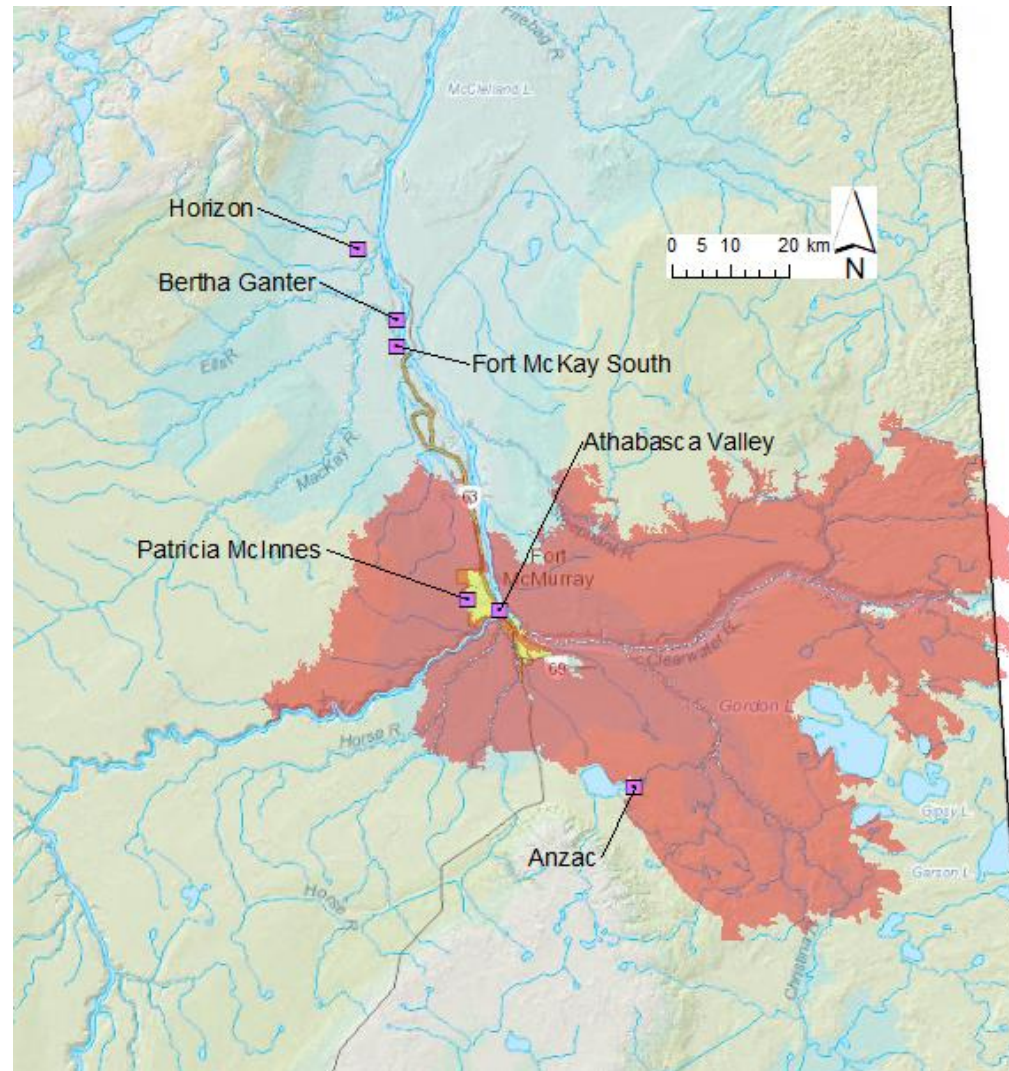 Firebag R
McClelland L.
Horizon
0 5 10 20 km
N
Bertha Ganter
Ells R
Fort McKay South
MacKay R
Athabasca Valley
63
Steepbank R
Patricia McInnes
Fort
McMurray
Clearwater R
69
Gordon L
Horse R
Gipsy L.
Anzac
Garson L
Horse R
Christina R